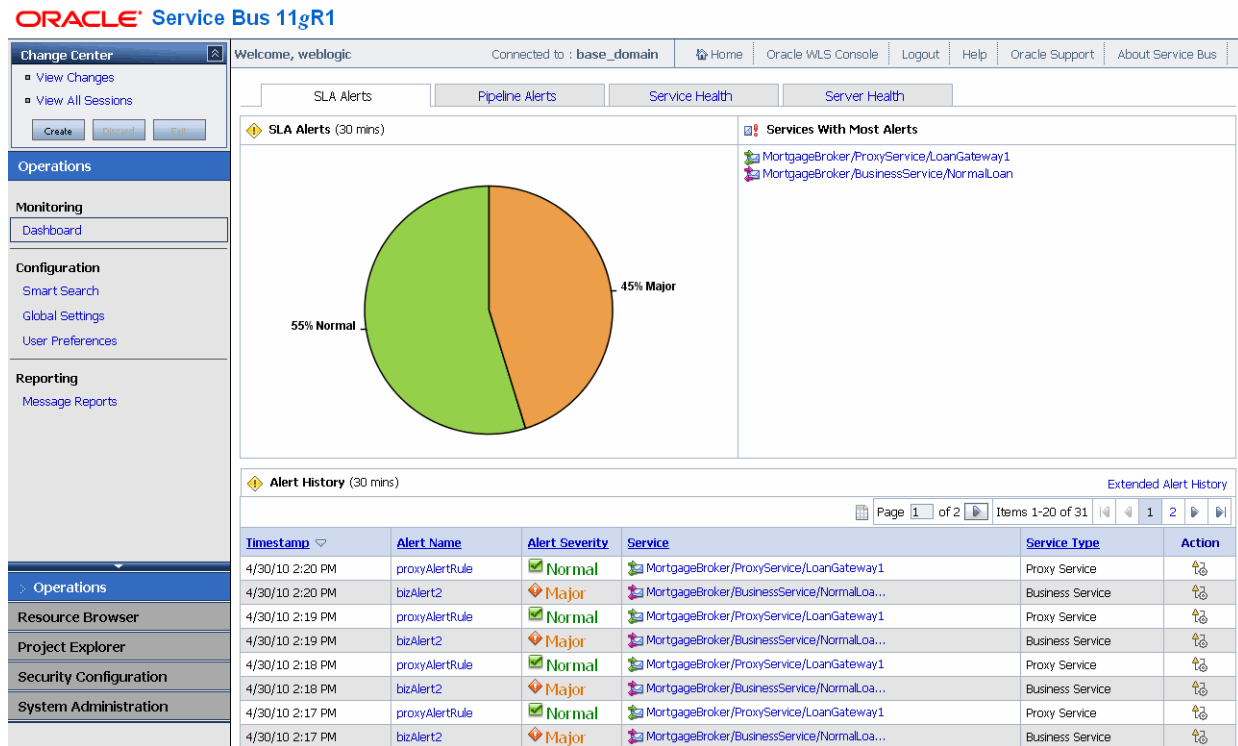 ORACLE Service Bus 11gR1
Change Center
View Changes
View All Sessions
Create Discard Exit
Operations
Monitoring
Dashboard
Configuration
Smart Search
Global Settings
User Preferences
Reporting
Message Reports
Operations
Resource Browser
Project Explorer
Security Configuration
System Administration
Welcome, weblogic Connected to : base_domain Home Oracle WLS Console Logout Help Oracle Support About Service Bus
SLA Alerts Pipeline Alerts Service Health Server Health
SLA Alerts (30 mins)
45% Major
55% Normal
Services With Most Alerts
MortgageBroker/ProxyService/LoanGateway1
MortgageBroker/BusinessService/NormalLoan
Alert History (30 mins) Extended Alert History
Page 1 of 2 Items 1-20 of 31 1 2
Timestamp Alert Name Alert Severity Service Service Type Action
4/30/10 2:20 PM proxyAlertRule Normal MortgageBroker/ProxyService/LoanGateway1 Proxy Service
4/30/10 2:20 PM bizAlert2 Major MortgageBroker/BusinessService/NormalLoa... Business Service
4/30/10 2:19 PM proxyAlertRule Normal MortgageBroker/ProxyService/LoanGateway1 Proxy Service
4/30/10 2:19 PM bizAlert2 Major MortgageBroker/BusinessService/NormalLoa... Business Service
4/30/10 2:18 PM proxyAlertRule Normal MortgageBroker/ProxyService/LoanGateway1 Proxy Service
4/30/10 2:18 PM bizAlert2 Major MortgageBroker/BusinessService/NormalLoa... Business Service
4/30/10 2:17 PM proxyAlertRule Normal MortgageBroker/ProxyService/LoanGateway1 Proxy Service
4/30/10 2:17 PM bizAlert2 Major MortgageBroker/BusinessService/NormalLoa... Business Service